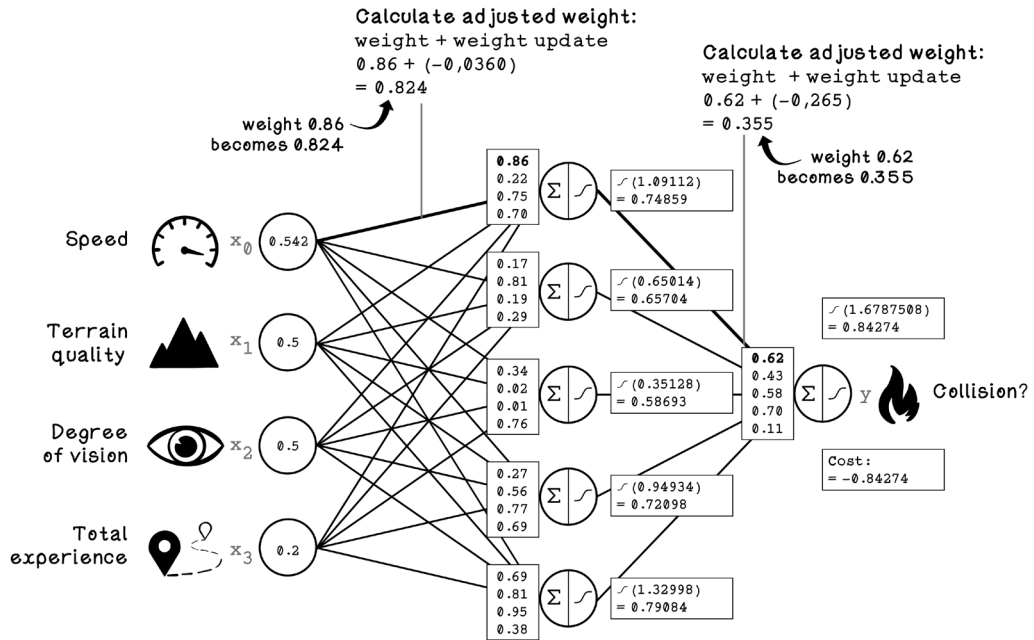 Calculate adjusted weight:
weight + weight update
0.86 + (-0,0360)
= 0.824
weight 0.86
becomes 0.824
Calculate adjusted weight:
weight + weight update
0.62 + (-0,265)
= 0.355
weight 0.62
becomes 0.355
Speed
x0
0.542
Terrain
quality
x1
0.5
Degree
of vision
x2
0.5
Total
experience
x3
0.2
0.86
0.22
0.75
0.70
Σ
(1.09112)
= 0.74859
0.17
0.81
0.19
0.29
Σ
(0.65014)
= 0.65704
0.34
0.02
0.01
0.76
Σ
(0.35128)
= 0.58693
0.27
0.56
0.77
0.69
Σ
(0.94934)
= 0.72098
0.69
0.81
0.95
0.38
Σ
(1.32998)
= 0.79084
0.62
0.43
0.58
0.70
0.11
Σ
(1.6787508)
= 0.84274
y
Collision?
Cost:
= -0.84274